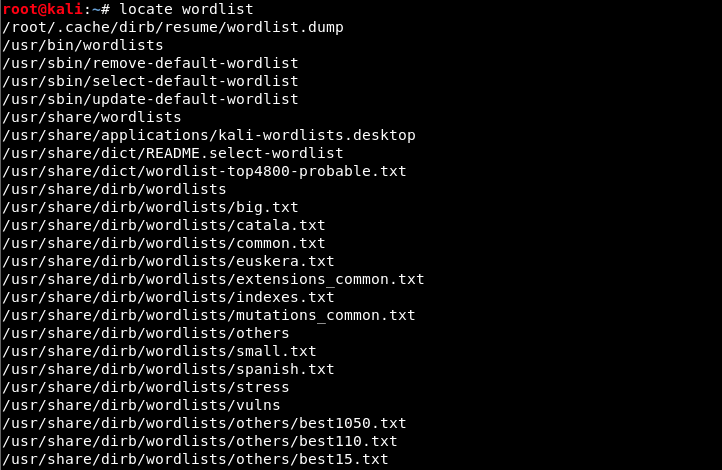 root@kali:~# locate wordlist
/root/.cache/dirb/resume/wordlist.dump
/usr/bin/wordlists
/usr/sbin/remove-default-wordlist
/usr/sbin/select-default-wordlist
/usr/sbin/update-default-wordlist
/usr/share/wordlists
/usr/share/applications/kali-wordlists.desktop
/usr/share/dict/README.select-wordlist
/usr/share/dict/wordlist-top4800-probable.txt
/usr/share/dirb/wordlists
/usr/share/dirb/wordlists/big.txt
/usr/share/dirb/wordlists/catala.txt
/usr/share/dirb/wordlists/common.txt
/usr/share/dirb/wordlists/euskera.txt
/usr/share/dirb/wordlists/extensions_common.txt
/usr/share/dirb/wordlists/indexes.txt
/usr/share/dirb/wordlists/mutations_common.txt
/usr/share/dirb/wordlists/others
/usr/share/dirb/wordlists/small.txt
/usr/share/dirb/wordlists/spanish.txt
/usr/share/dirb/wordlists/stress
/usr/share/dirb/wordlists/vulns
/usr/share/dirb/wordlists/others/best1050.txt
/usr/share/dirb/wordlists/others/best110.txt
/usr/share/dirb/wordlists/others/best15.txt